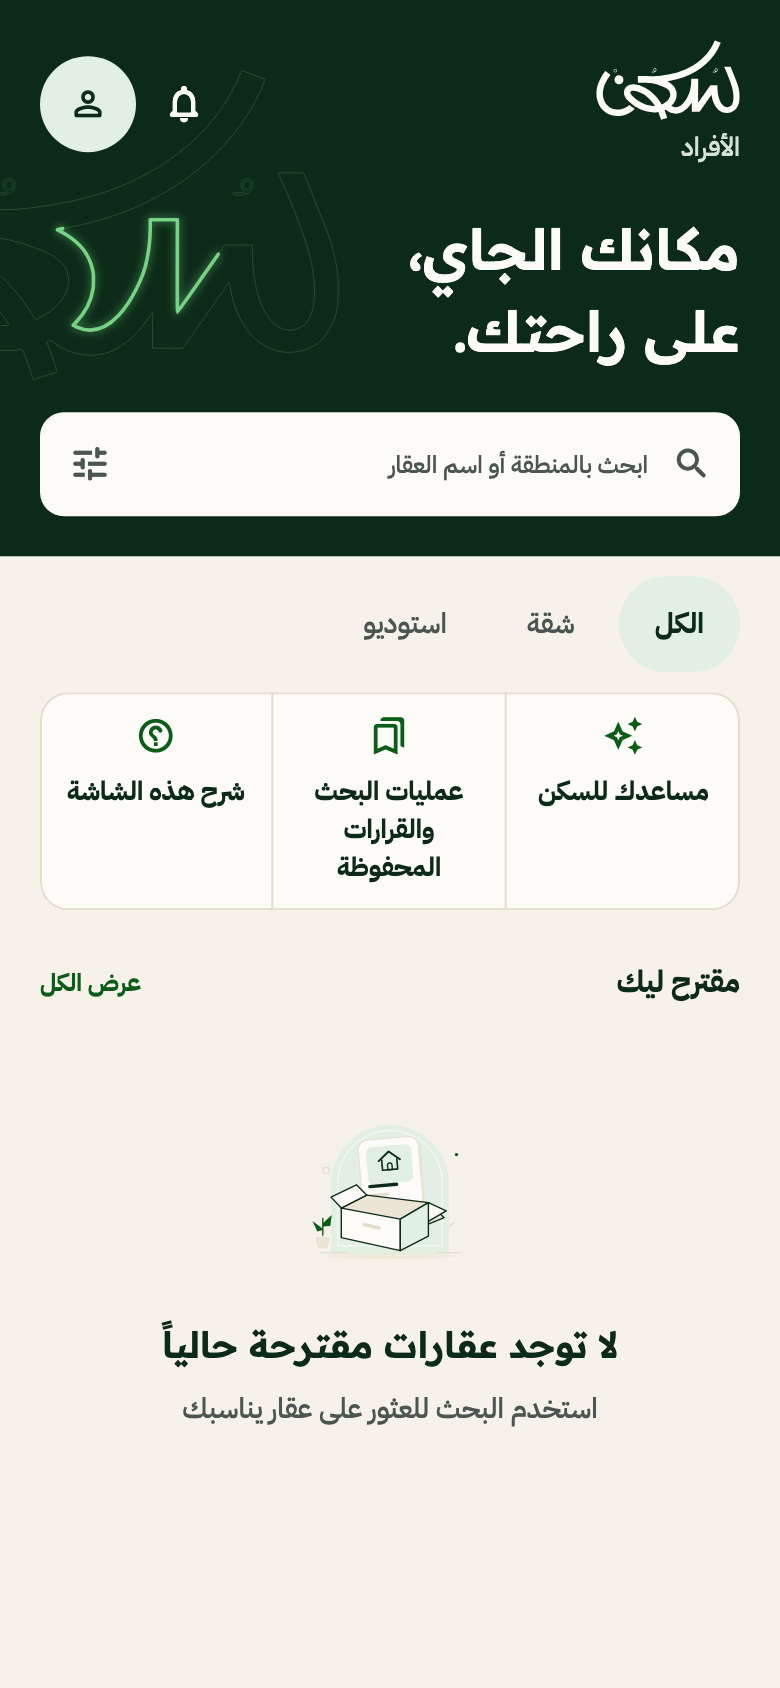 سكن
الأفراد
مكانك الجاي،
على راحتك.
ابحث بالمنطقة أو اسم العقار
الكل
شقة
استوديو
مساعدك للسكن
عمليات البحث
والقرارات
المحفوظة
شرح هذه الشاشة
مقترح ليك
عرض الكل
لا توجد عقارات مقترحة حالياً
استخدم البحث للعثور على عقار يناسبك